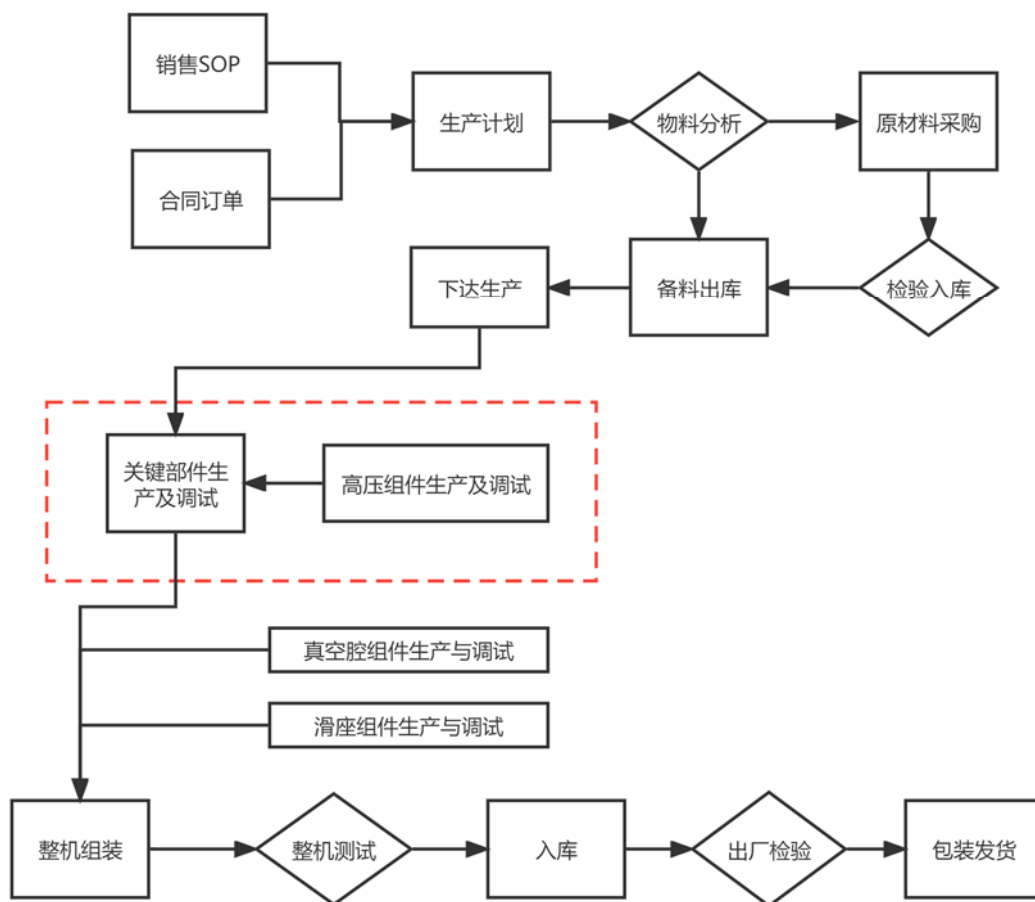 销售SOP
生产计划
物料分析
原材料采购
合同订单
下达生产
备料出库
检验入库
关键部件生
产及调试
高压组件生产及调试
真空腔组件生产与调试
滑座组件生产与调试
整机组装
整机测试
入库
出厂检验
包装发货